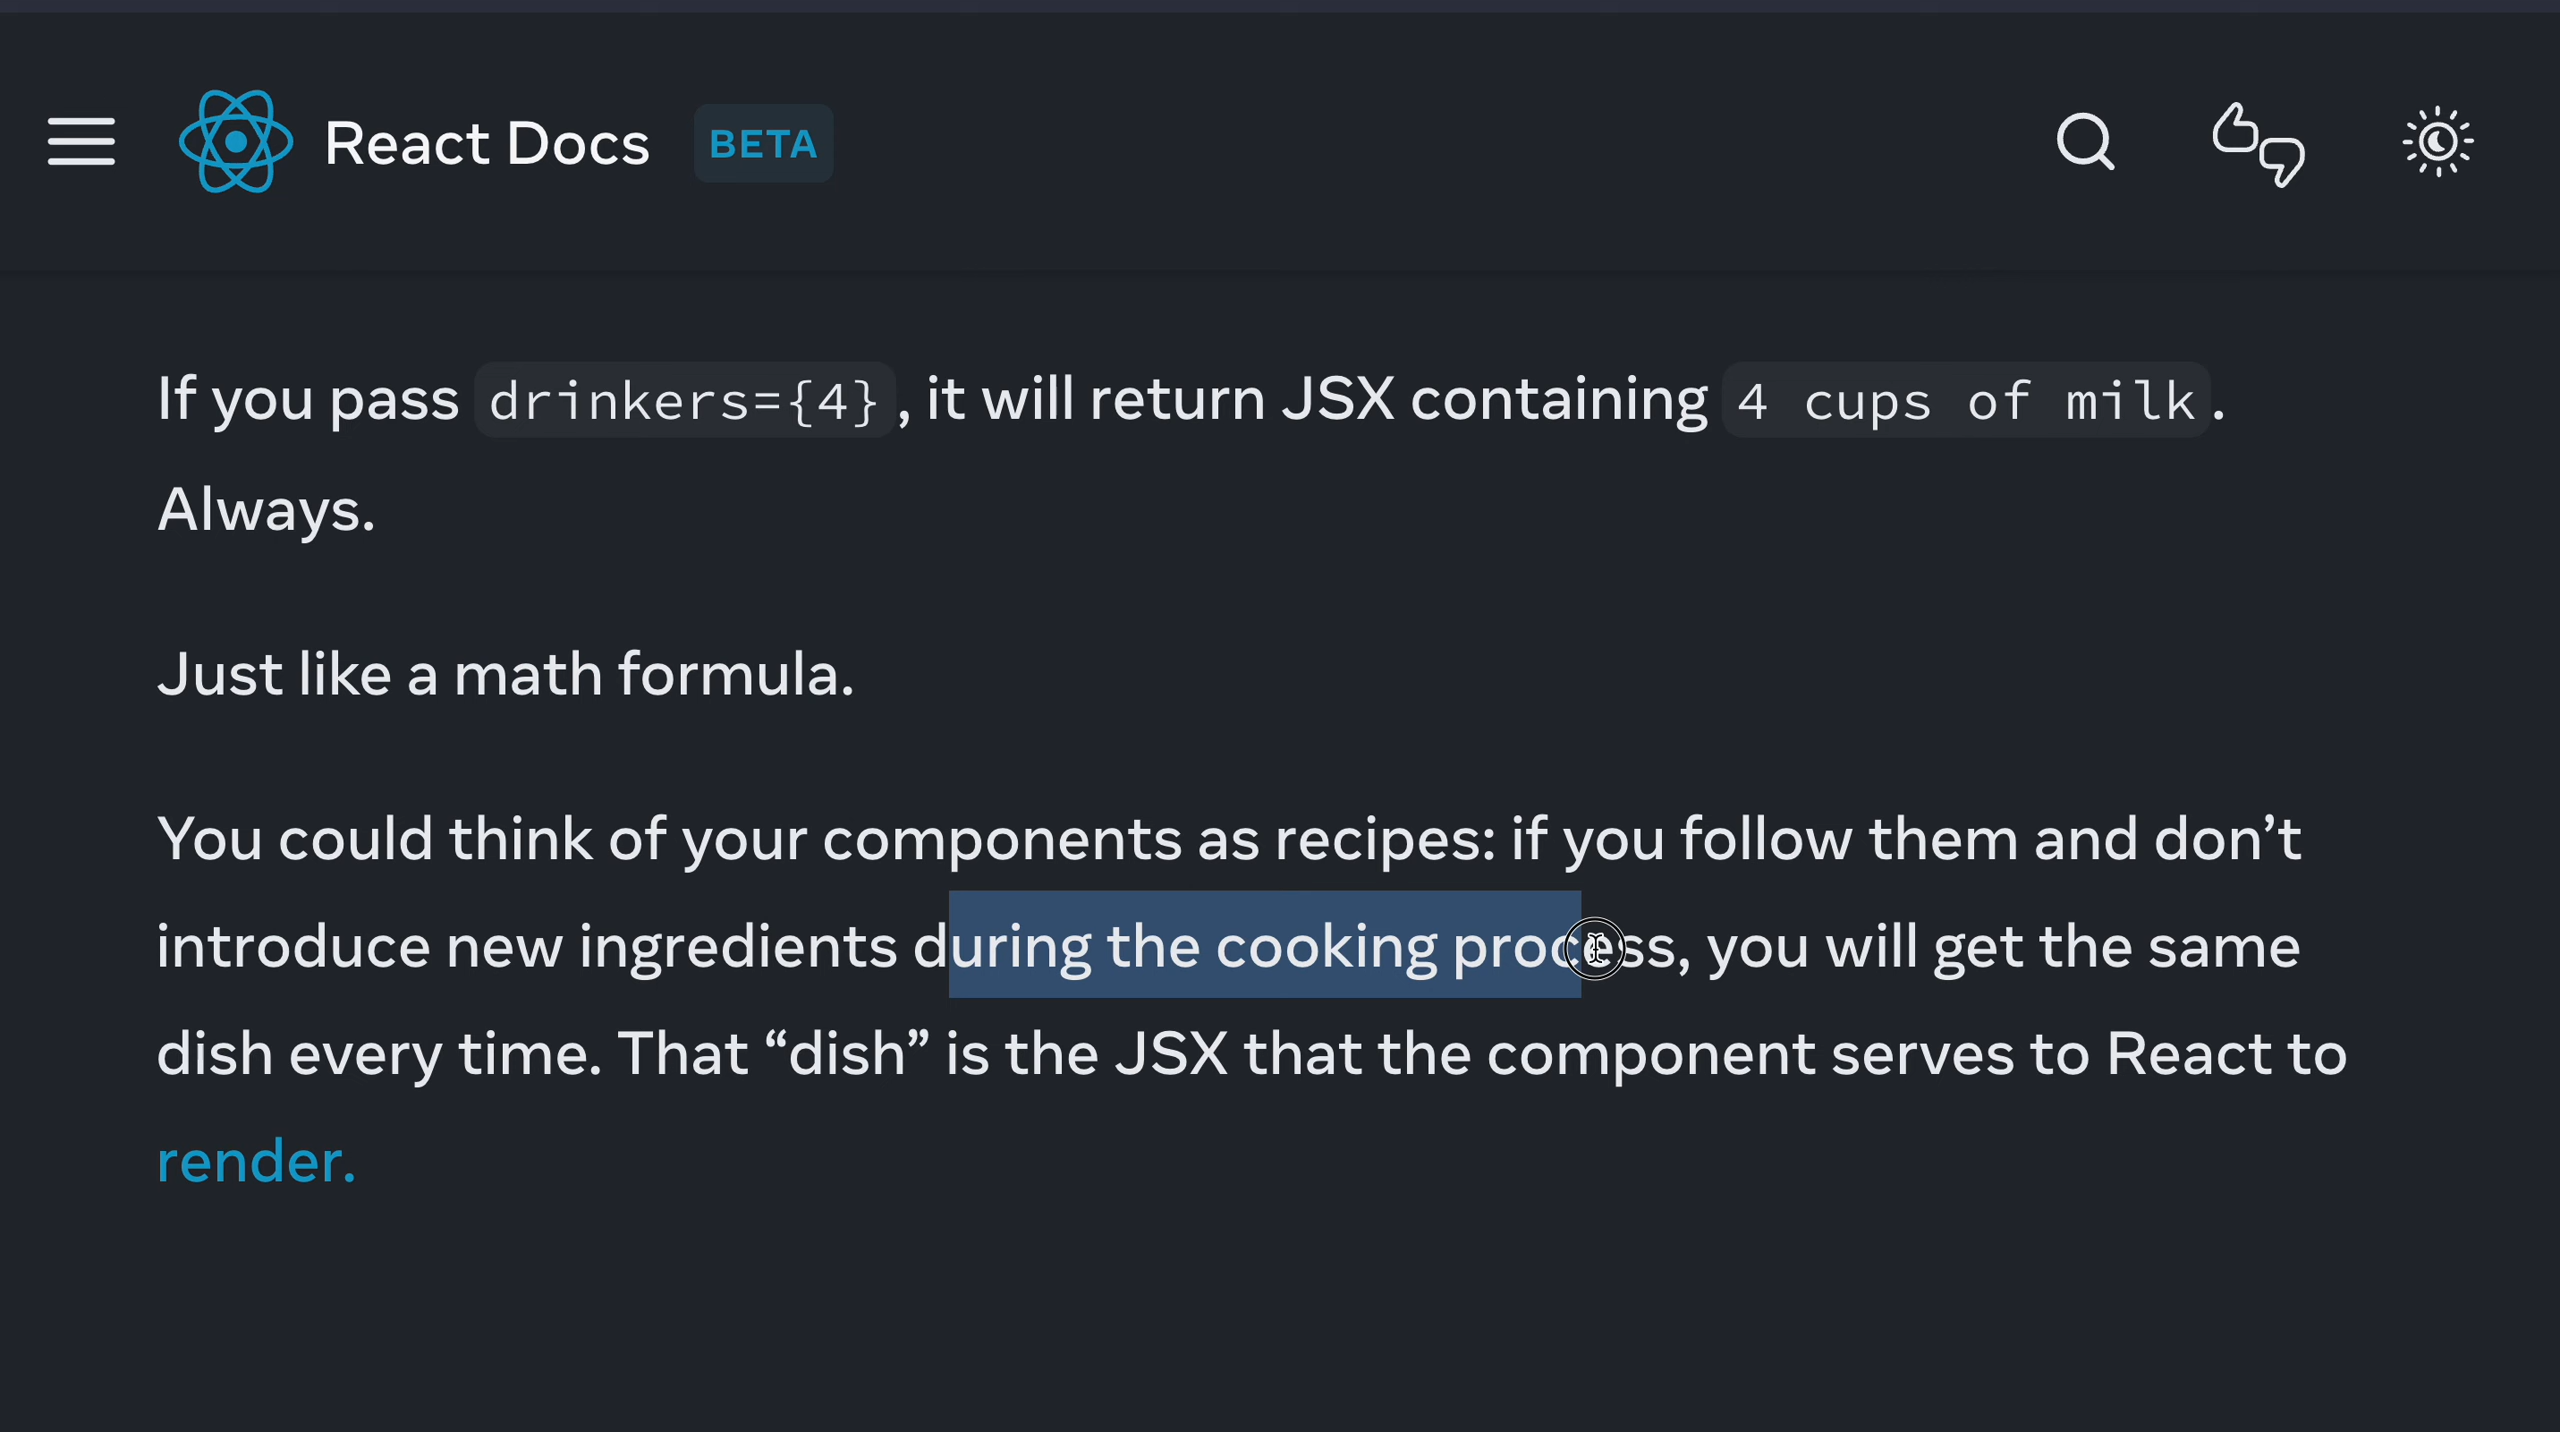 React Docs BETA
If you pass drinkers={4}, it will return JSX containing 4 cups of milk.
Always.
Just like a math formula.
You could think of your components as recipes: if you follow them and don’t
introduce new ingredients during the cooking process, you will get the same
dish every time. That “dish” is the JSX that the component serves to React to
render.